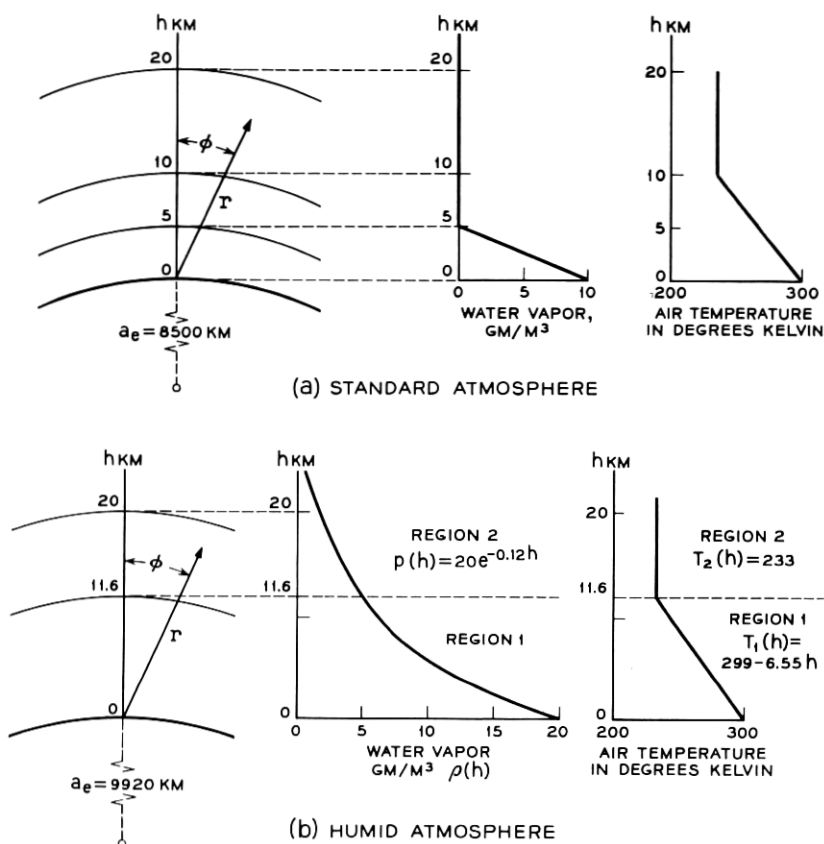 h KM
20
10
5
0
ϕ
r
a_e = 8500 KM
h KM
20
10
5
0
0
5
10
WATER VAPOR,
GM/M³
h KM
20
10
0
200
300
AIR TEMPERATURE
IN DEGREES KELVIN
(a) STANDARD ATMOSPHERE
h KM
20
11.6
0
ϕ
r
a_e = 9920 KM
h KM
20
11.6
0
REGION 2
p(h) = 20e^-0.12h
REGION 1
0
5
10
15
20
WATER VAPOR
GM/M³ ρ(h)
h KM
20
11.6
0
REGION 2
T₂(h) = 233
REGION 1
T₁(h) =
299-6.55h
200
300
AIR TEMPERATURE
IN DEGREES KELVIN
(b) HUMID ATMOSPHERE